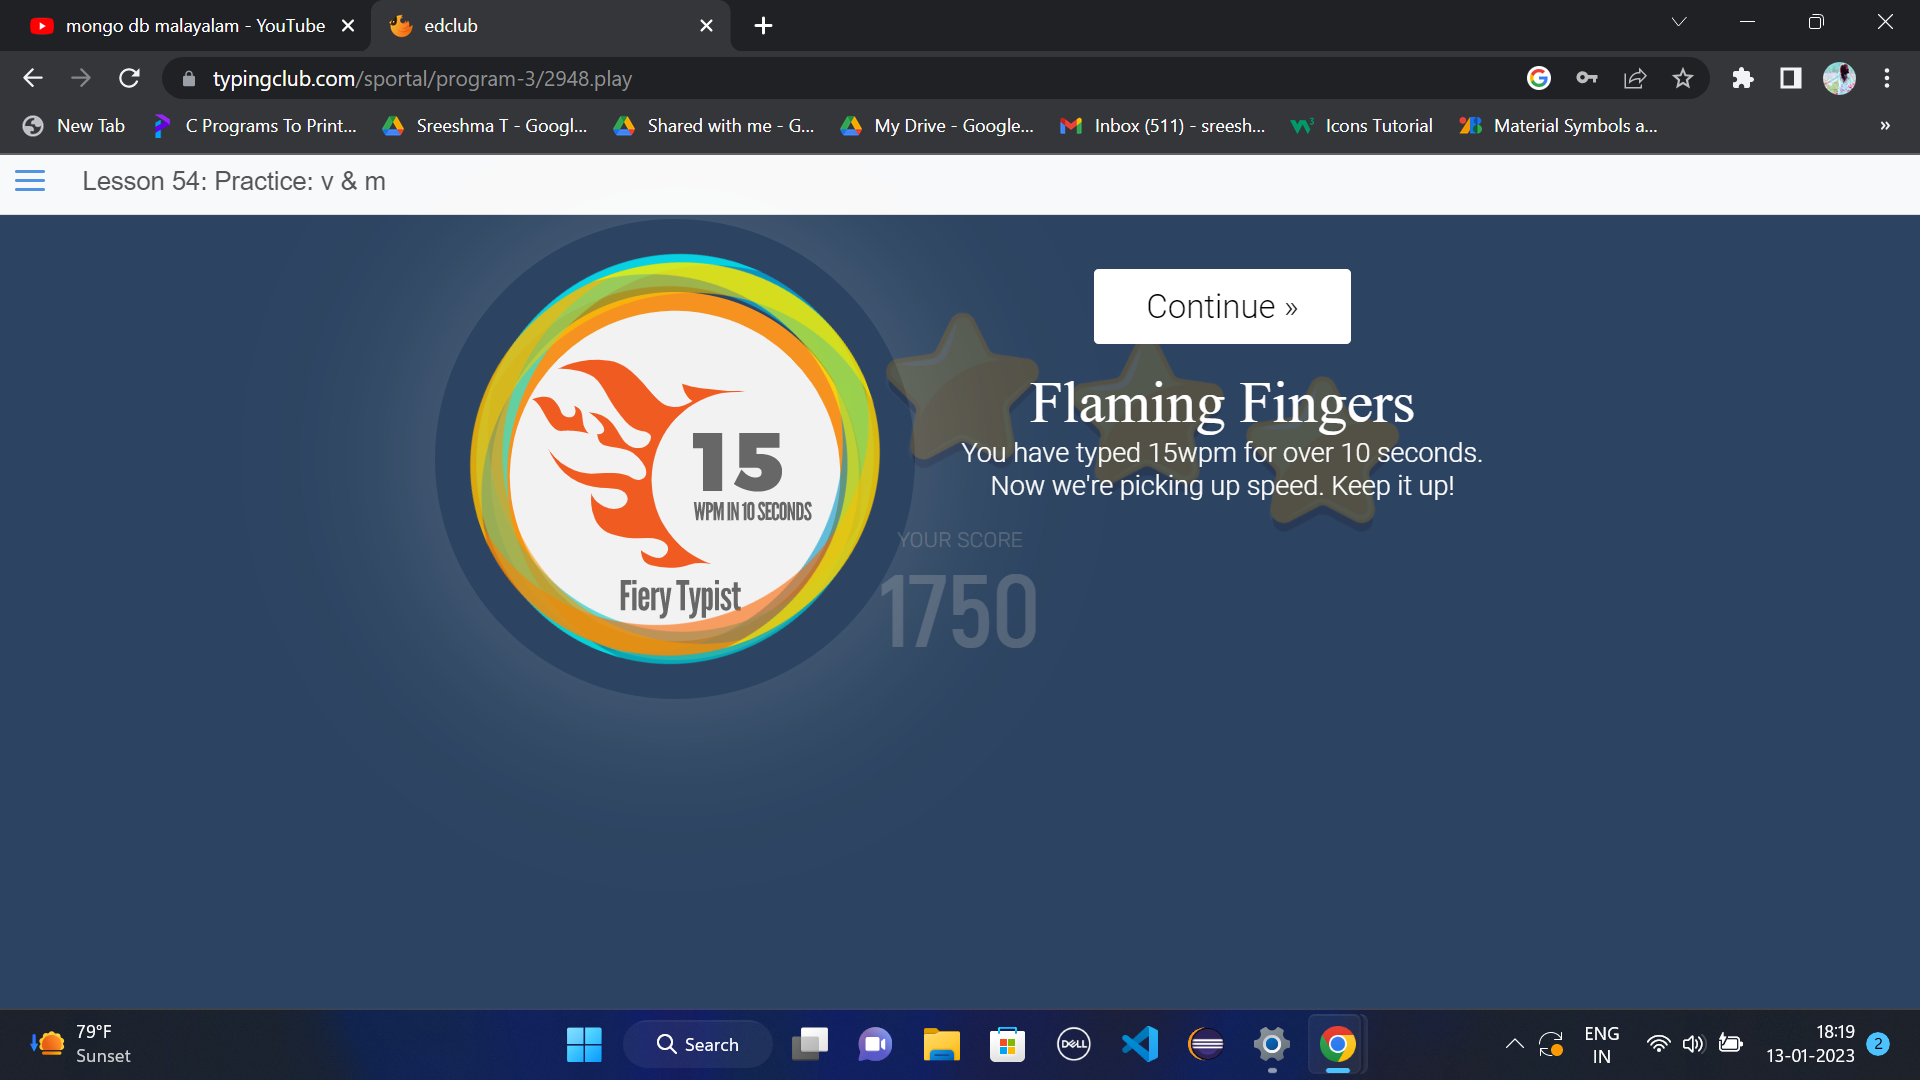 mongo db malayalam - YouTube
edclub
typingclub.com/sportal/program-3/2948.play
New Tab
C Programs To Print...
Sreeshma T - Googl...
Shared with me - G...
My Drive - Google...
Inbox (511) - sreesh...
Icons Tutorial
Material Symbols a...
»
Lesson 54: Practice: v & m
Continue »
Flaming Fingers
You have typed 15wpm for over 10 seconds.
Now we're picking up speed. Keep it up!
15
WPM IN 10 SECONDS
Fiery Typist
YOUR SCORE
1750
79°F
Sunset
Search
DELL
ENG
IN
18:19
13-01-2023
2